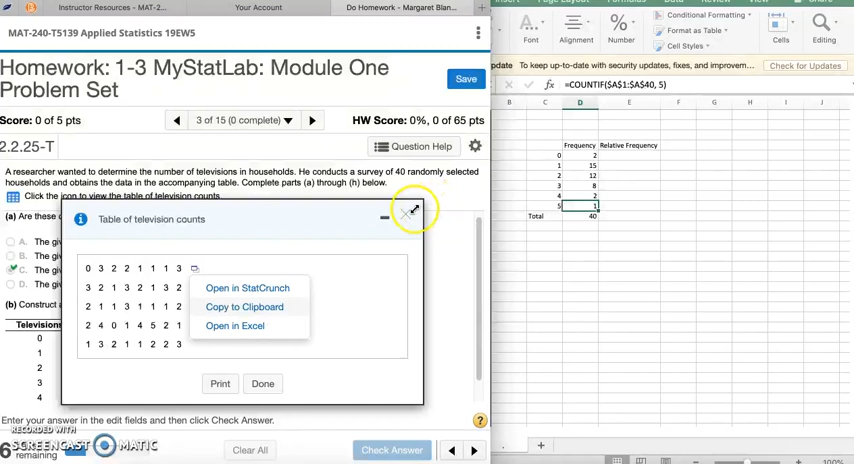 Instructor Resources – MAT-2...
Your Account
Do Homework - Margaret Blan...
MAT-240-T5139 Applied Statistics 19EW5
Homework: 1-3 MyStatLab: Module One
Problem Set
Save
Score: 0 of 5 pts
3 of 15 (0 complete)
HW Score: 0%, 0 of 65 pts
2.2.25-T
Question Help
A researcher wanted to determine the number of televisions in households. He conducts a survey of 40 randomly selected
households and obtains the data in the accompanying table. Complete parts (a) through (h) below.
Click the icon to view the table of television counts.
(a) Are these
A. The giv
B. The giv
C. The giv
D. The giv
(b) Construct a
Televisions
0
1
2
3
4
Table of television counts
0 3 2 2 1 1 1 3
3 2 1 3 2 1 3 2
2 1 1 3 1 1 1 2
2 4 0 1 4 5 2 1
1 3 2 1 1 2 2 3
Open in StatCrunch
Copy to Clipboard
Open in Excel
Print
Done
Enter your answer in the edit fields and then click Check Answer.
RECORDED WITH
SCREENCAST MATIC
6
remaining
Clear All
Check Answer
Page Layout
Formulas
Data
Review
View
Font
Alignment
Number
Conditional Formatting
Format as Table
Cell Styles
Cells
Editing
pdate
To keep up-to-date with security updates, fixes, and improvem...
Check for Updates
fx =COUNTIF($A$1:$A$40, 5)
B C D E F G H I J
Frequency Relative Frequency
0 2
1 15
2 12
3 8
4 2
5 1
Total 40
100%